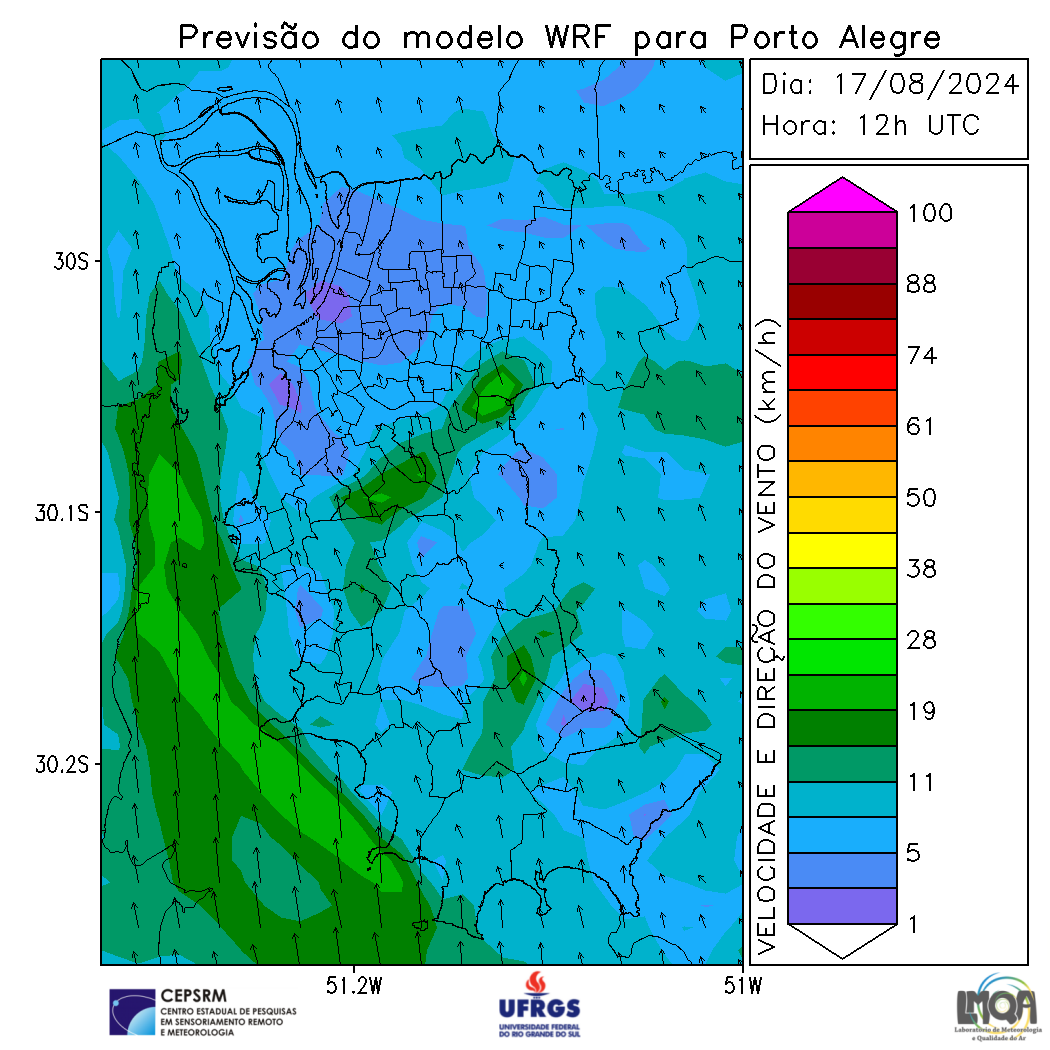 Previsão do modelo WRF para Porto Alegre
Dia: 17/08/2024
Hora: 12h UTC
30S
30.1S
30.2S
51.2W
51W
VELOCIDADE E DIREÇÃO DO VENTO (km/h)
100
88
74
61
50
38
28
19
11
5
1
CEPSRM
CENTRO ESTADUAL DE PESQUISAS
EM SENSORIAMENTO REMOTO
E METEOROLOGIA
UFRGS
UNIVERSIDADE FEDERAL
DO RIO GRANDE DO SUL
LMQA
Laboratório de Meteorologia
e Qualidade do Ar